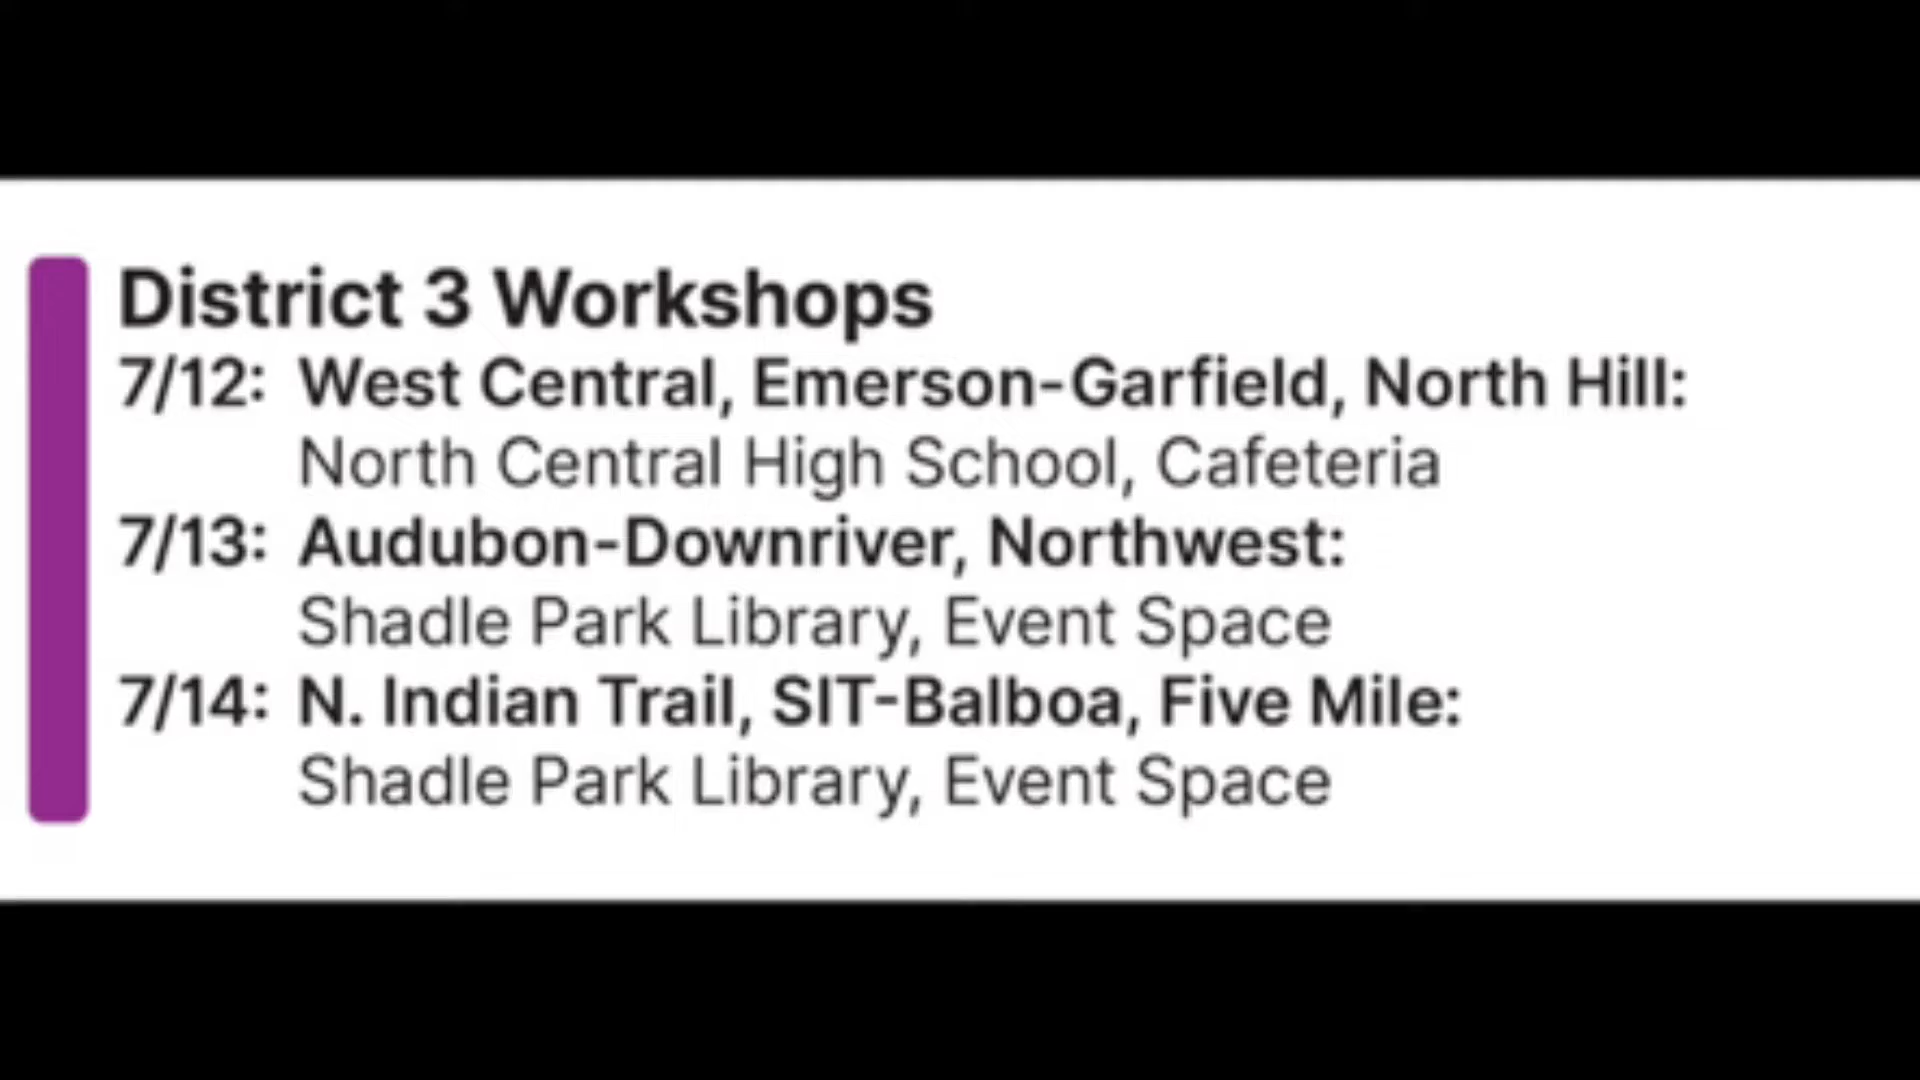 District 3 Workshops
7/12: West Central, Emerson-Garfield, North Hill:
North Central High School, Cafeteria
7/13: Audubon-Downriver, Northwest:
Shadle Park Library, Event Space
7/14: N. Indian Trail, SIT-Balboa, Five Mile:
Shadle Park Library, Event Space